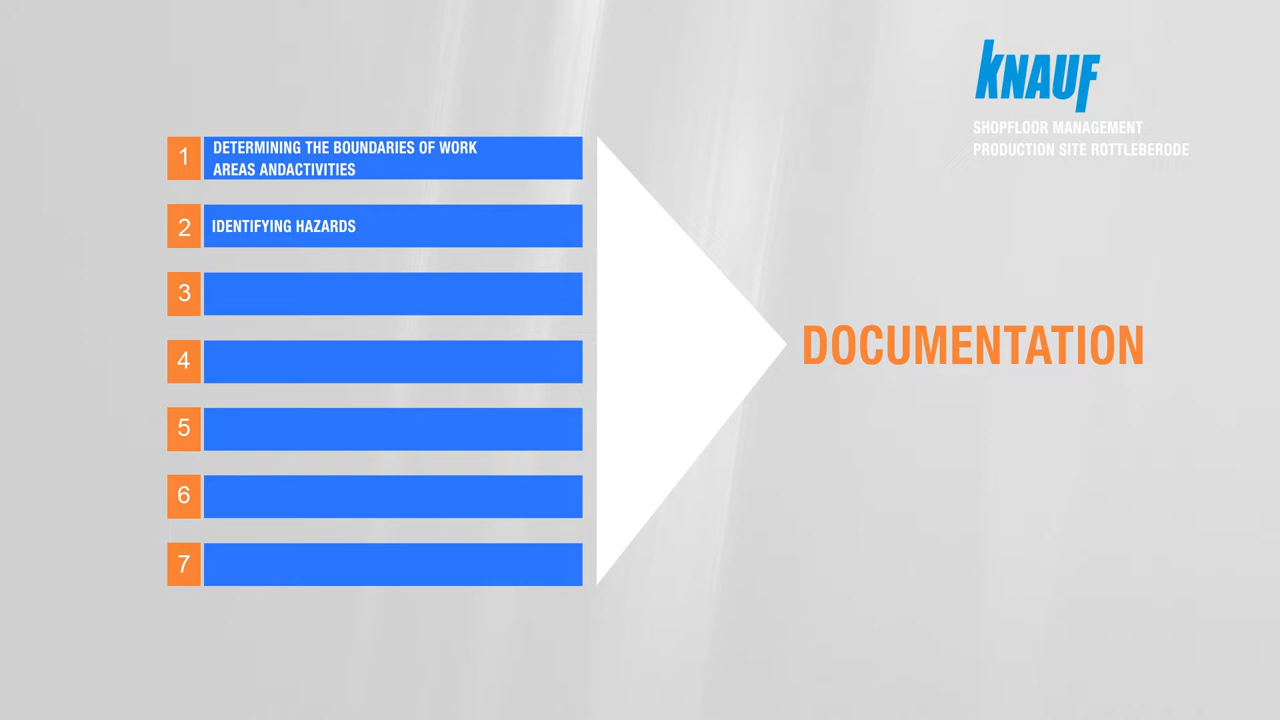 KNAUF
SHOPFLOOR MANAGEMENT
PRODUCTION SITE ROTTLEBERODE
1
DETERMINING THE BOUNDARIES OF WORK
AREAS ANDACTIVITIES
2
IDENTIFYING HAZARDS
3
4
5
6
7
DOCUMENTATION